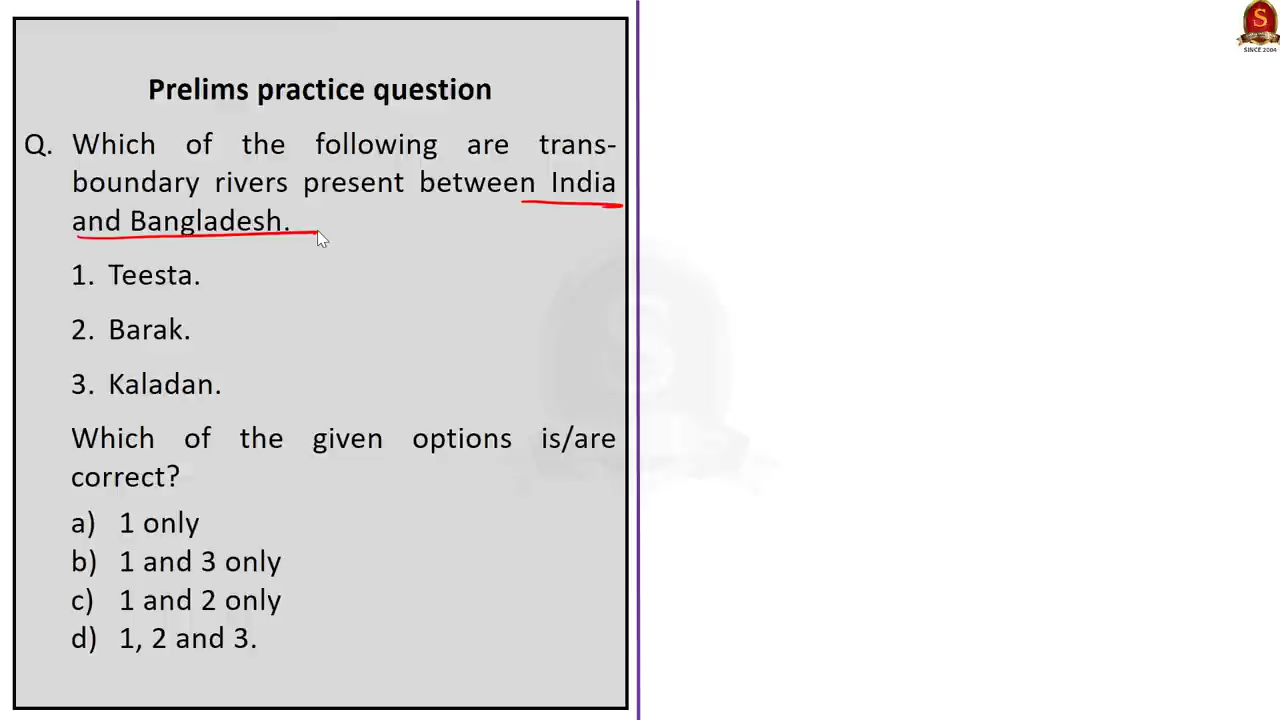 Prelims practice question
Q. Which of the following are trans-
boundary rivers present between India
and Bangladesh.
1. Teesta.
2. Barak.
3. Kaladan.
Which of the given options is/are
correct?
a) 1 only
b) 1 and 3 only
c) 1 and 2 only
d) 1, 2 and 3.
S
SINCE 2004